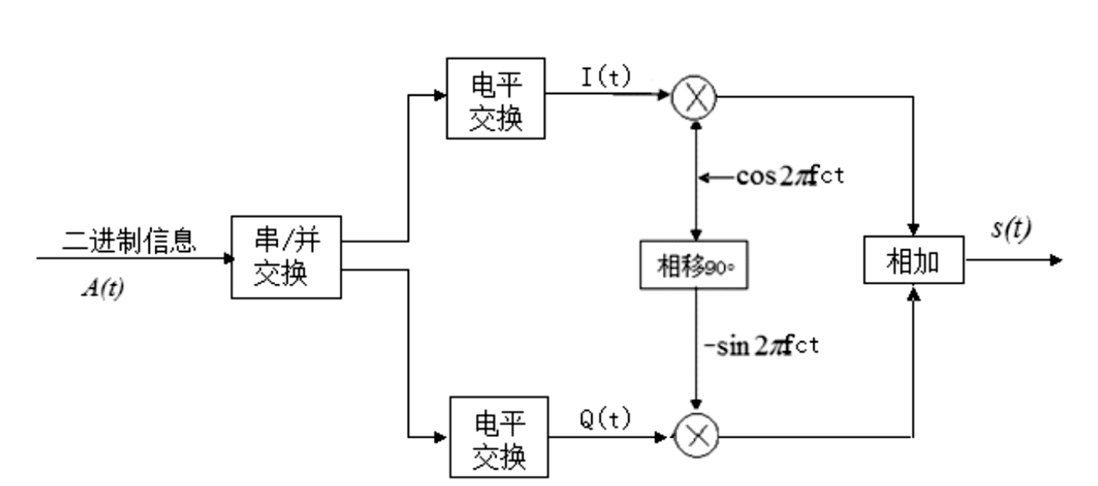 电平
交换
I(t)
cos2πfct
二进制信息
A(t)
串/并
交换
相移90°
相加
s(t)
-sin2πfct
电平
交换
Q(t)